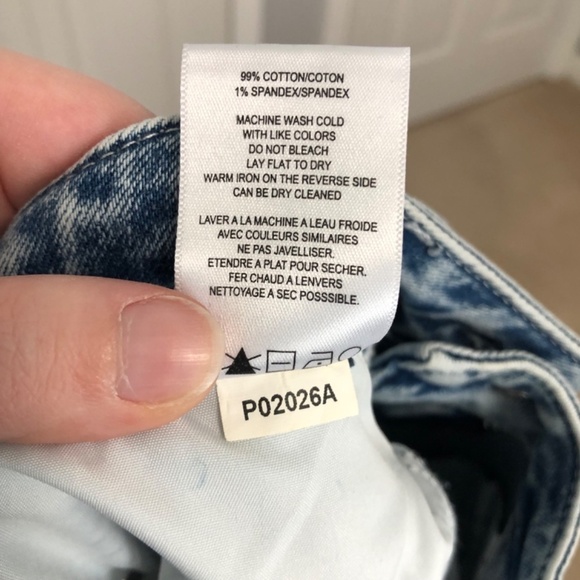 99% COTTON/COTON
1% SPANDEX/SPANDEX
MACHINE WASH COLD
WITH LIKE COLORS
DO NOT BLEACH
LAY FLAT TO DRY
WARM IRON ON THE REVERSE SIDE
CAN BE DRY CLEANED
LAVER A LA MACHINE A LEAU FROIDE
AVEC COULEURS SIMILAIRES
NE PAS JAVELLISER.
ETENDRE A PLAT POUR SECHER.
FER CHAUD A LENVERS
NETTOYAGE A SEC POSSSIBLE.
P02026A